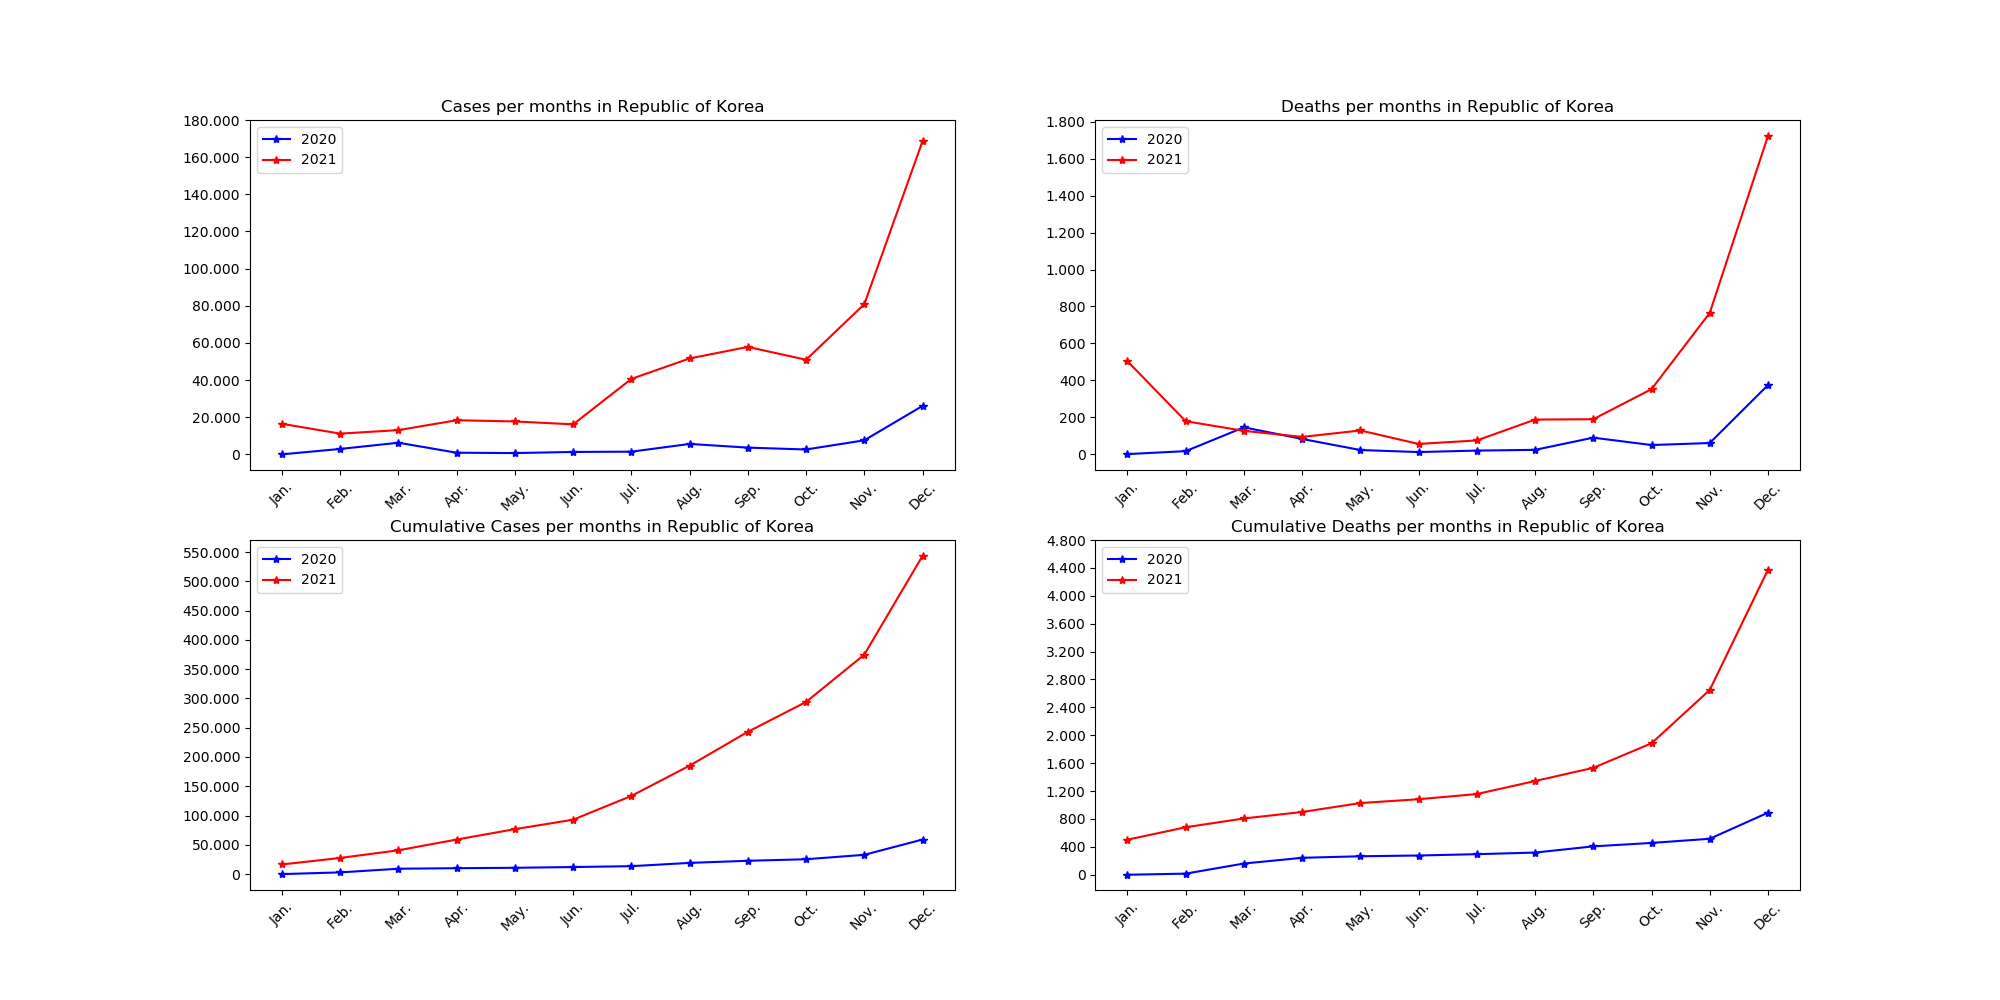 Cases per months in Republic of Korea
180.000
160.000
140.000
120.000
100.000
80.000
60.000
40.000
20.000
0
2020
2021
Jan.
Feb.
Mar.
Apr.
May.
Jun.
Jul.
Aug.
Sep.
Oct.
Nov.
Dec.
Deaths per months in Republic of Korea
1.800
1.600
1.400
1.200
1.000
800
600
400
200
0
2020
2021
Jan.
Feb.
Mar.
Apr.
May.
Jun.
Jul.
Aug.
Sep.
Oct.
Nov.
Dec.
Cumulative Cases per months in Republic of Korea
550.000
500.000
450.000
400.000
350.000
300.000
250.000
200.000
150.000
100.000
50.000
0
2020
2021
Jan.
Feb.
Mar.
Apr.
May.
Jun.
Jul.
Aug.
Sep.
Oct.
Nov.
Dec.
Cumulative Deaths per months in Republic of Korea
4.800
4.400
4.000
3.600
3.200
2.800
2.400
2.000
1.600
1.200
800
400
0
2020
2021
Jan.
Feb.
Mar.
Apr.
May.
Jun.
Jul.
Aug.
Sep.
Oct.
Nov.
Dec.